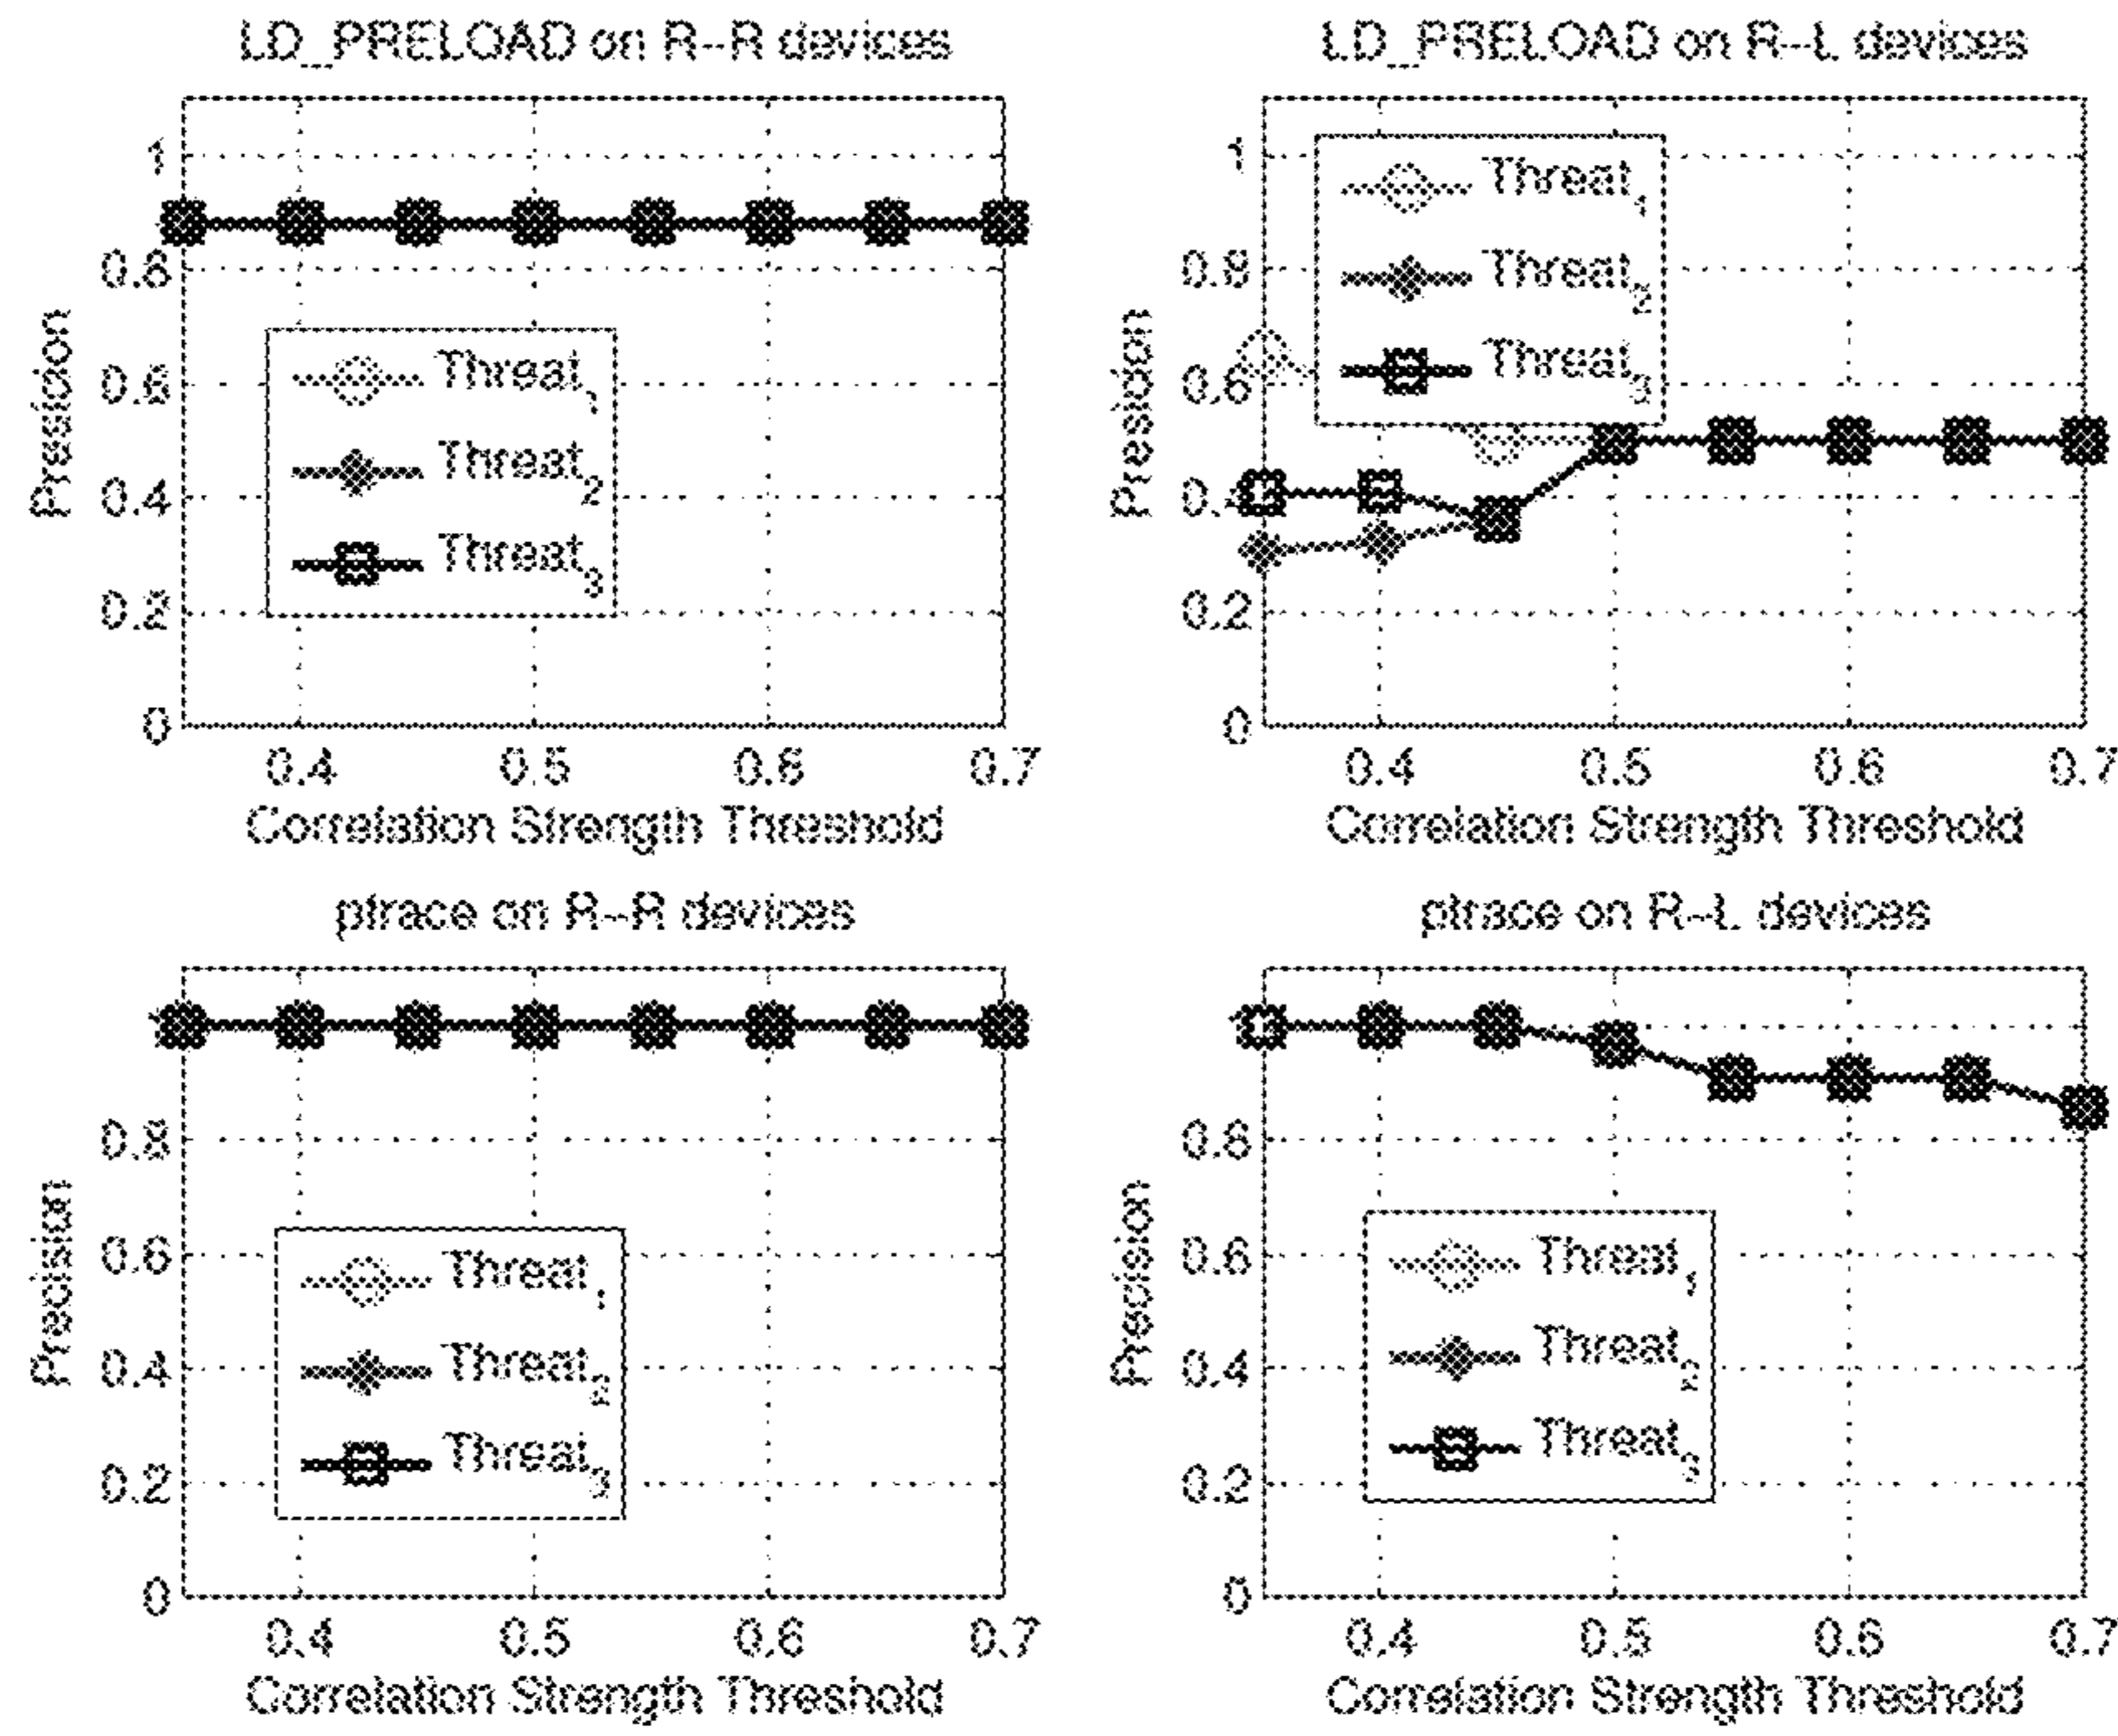 LD_PRELOAD on R--R devices
Precision
1
0.8
0.6
0.4
0.2
0
Threat1
Threat2
Threat3
0.4 0.5 0.6 0.7
Correlation Strength Threshold
LD_PRELOAD on R--L devices
Precision
1
0.8
0.6
0.4
0.2
0
Threat1
Threat2
Threat3
0.4 0.5 0.6 0.7
Correlation Strength Threshold
ptrace on R--R devices
Precision
0.8
0.6
0.4
0.2
0
Threat1
Threat2
Threat3
0.4 0.5 0.6 0.7
Correlation Strength Threshold
ptrace on R--L devices
Precision
0.8
0.6
0.4
0.2
0
Threat1
Threat2
Threat3
0.4 0.5 0.6 0.7
Correlation Strength Threshold